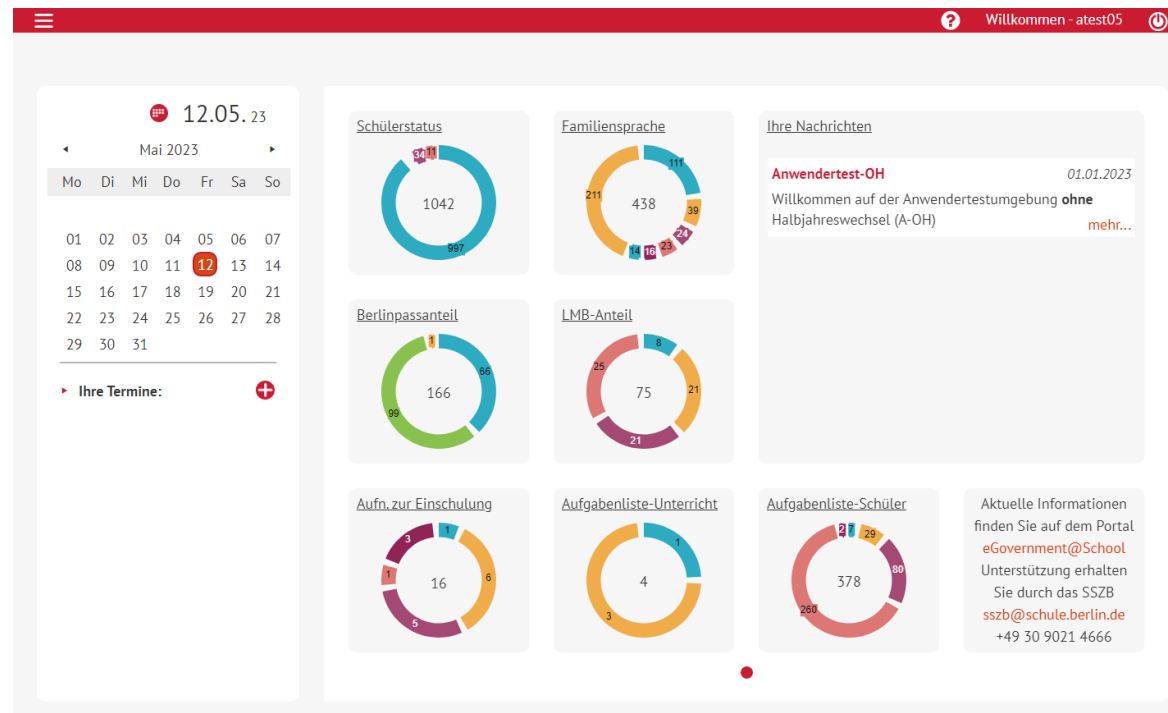 Willkommen - atest05
12.05. 23
Mai 2023
Mo Di Mi Do Fr Sa So
01 02 03 04 05 06 07
08 09 10 11 12 13 14
15 16 17 18 19 20 21
22 23 24 25 26 27 28
29 30 31
Ihre Termine:
Schülerstatus
34 11
1042
997
Familiensprache
111
211
438
39
24
14 16 23
Ihre Nachrichten
Anwendertest-OH 01.01.2023
Willkommen auf der Anwendertestumgebung ohne
Halbjahreswechsel (A-OH)
mehr...
Berlinpassanteil
1
66
166
99
LMB-Anteil
8
25
75
21
21
Aufn. zur Einschulung
1
3
1
16
6
5
Aufgabenliste-Unterricht
1
4
3
Aufgabenliste-Schüler
2 7 29
80
378
260
Aktuelle Informationen
finden Sie auf dem Portal
eGovernment@School
Unterstützung erhalten
Sie durch das SSZB
sszb@schule.berlin.de
+49 30 9021 4666